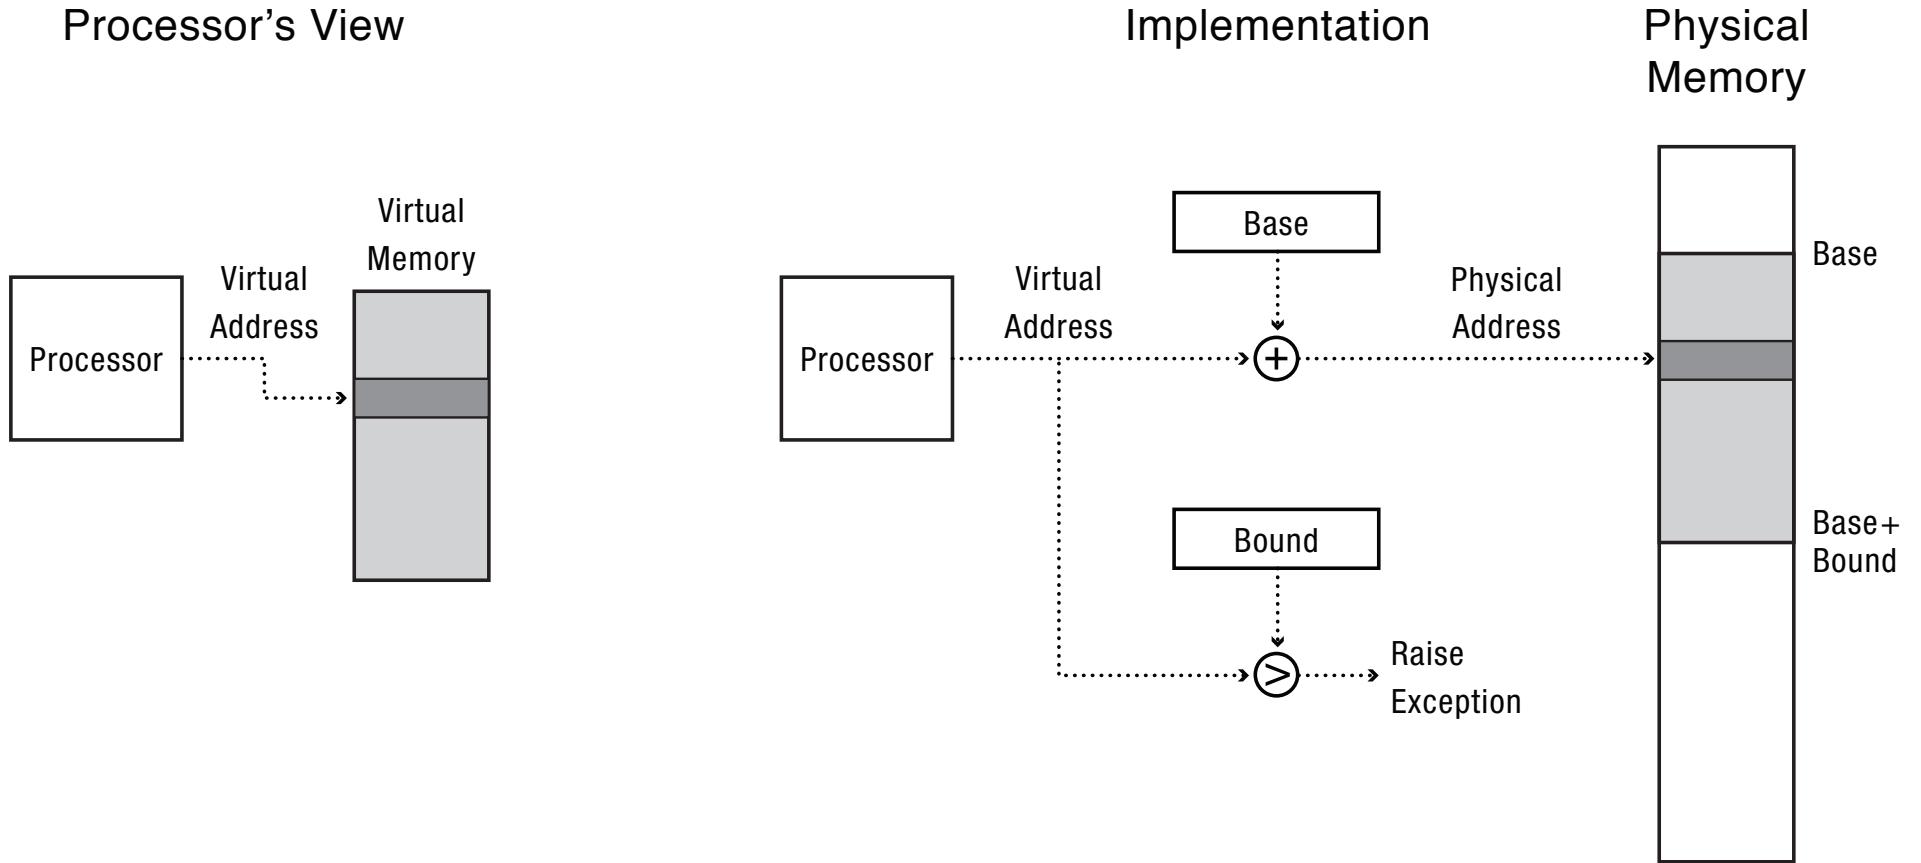 Processor's View
Implementation
Physical
Memory
Virtual
Memory
Virtual
Address
Processor
Processor
Virtual
Address
Base
+
Physical
Address
Bound
>
Raise
Exception
Base
Base+
Bound